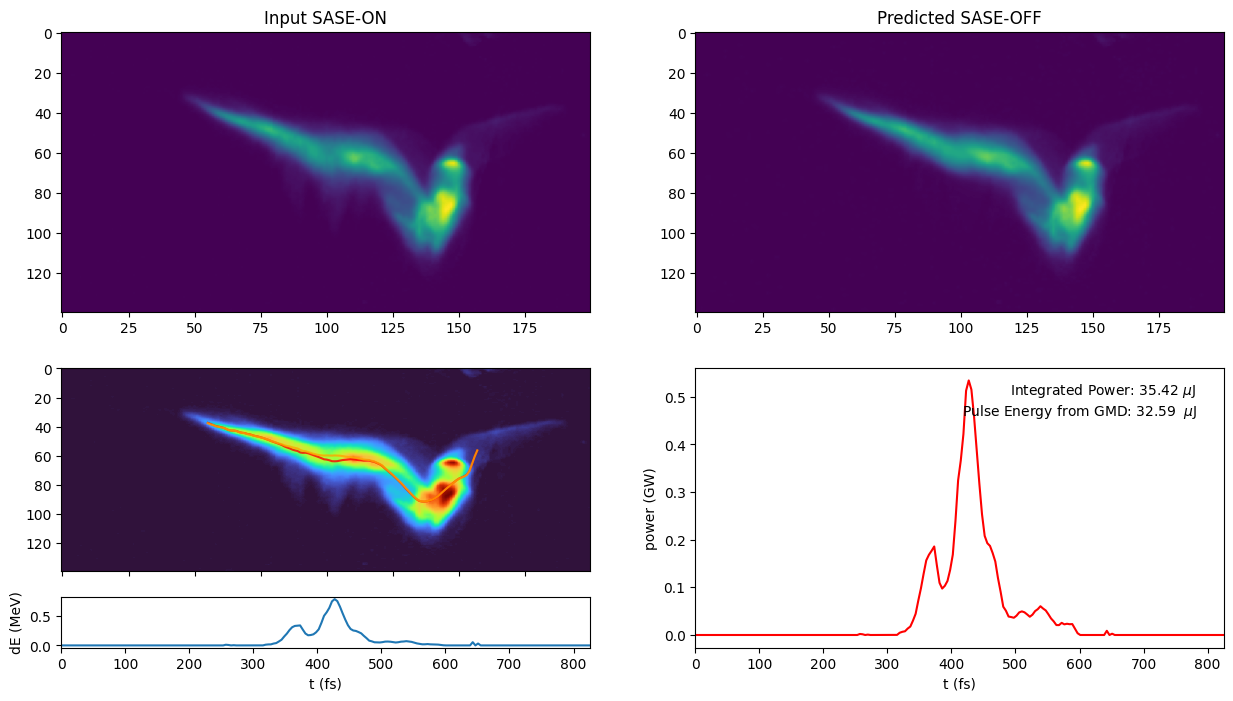 Input SASE-ON
0
20
40
60
80
100
120
0 25 50 75 100 125 150 175
Predicted SASE-OFF
0
20
40
60
80
100
120
0 25 50 75 100 125 150 175
0
20
40
60
80
100
120
dE (MeV)
0.5
0.0
0 100 200 300 400 500 600 700 800
t (fs)
Integrated Power: 35.42 μJ
Pulse Energy from GMD: 32.59 μJ
power (GW)
0.5
0.4
0.3
0.2
0.1
0.0
0 100 200 300 400 500 600 700 800
t (fs)